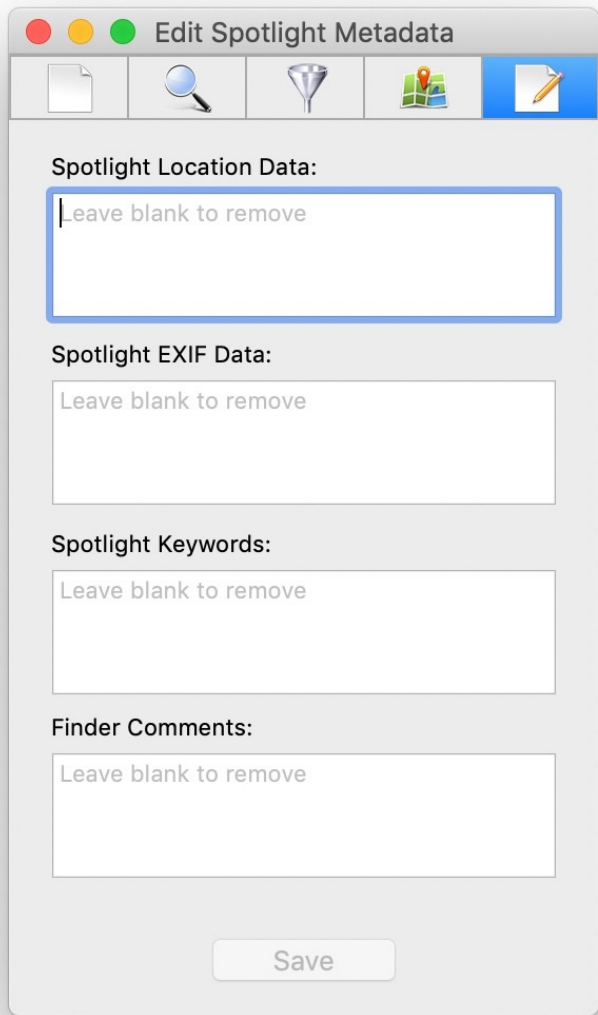 Edit Spotlight Metadata
Spotlight Location Data:
Leave blank to remove
Spotlight EXIF Data:
Leave blank to remove
Spotlight Keywords:
Leave blank to remove
Finder Comments:
Leave blank to remove
Save